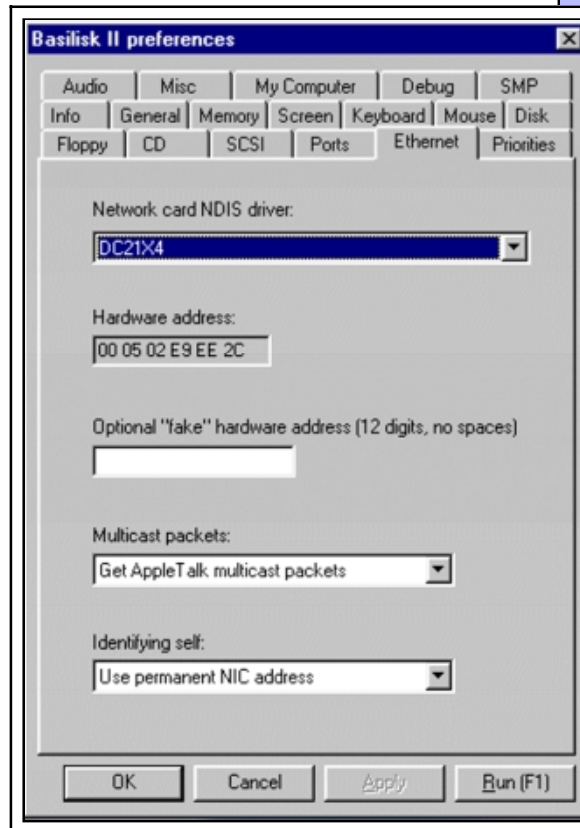 Basilisk II preferences
Audio Misc My Computer Debug SMP
Info General Memory Screen Keyboard Mouse Disk
Floppy CD SCSI Ports Ethernet Priorities
Network card NDIS driver:
DC21X4
Hardware address:
00 05 02 E9 EE 2C
Optional "fake" hardware address (12 digits, no spaces)
Multicast packets:
Get AppleTalk multicast packets
Identifying self:
Use permanent NIC address
OK Cancel Apply Run (F1)